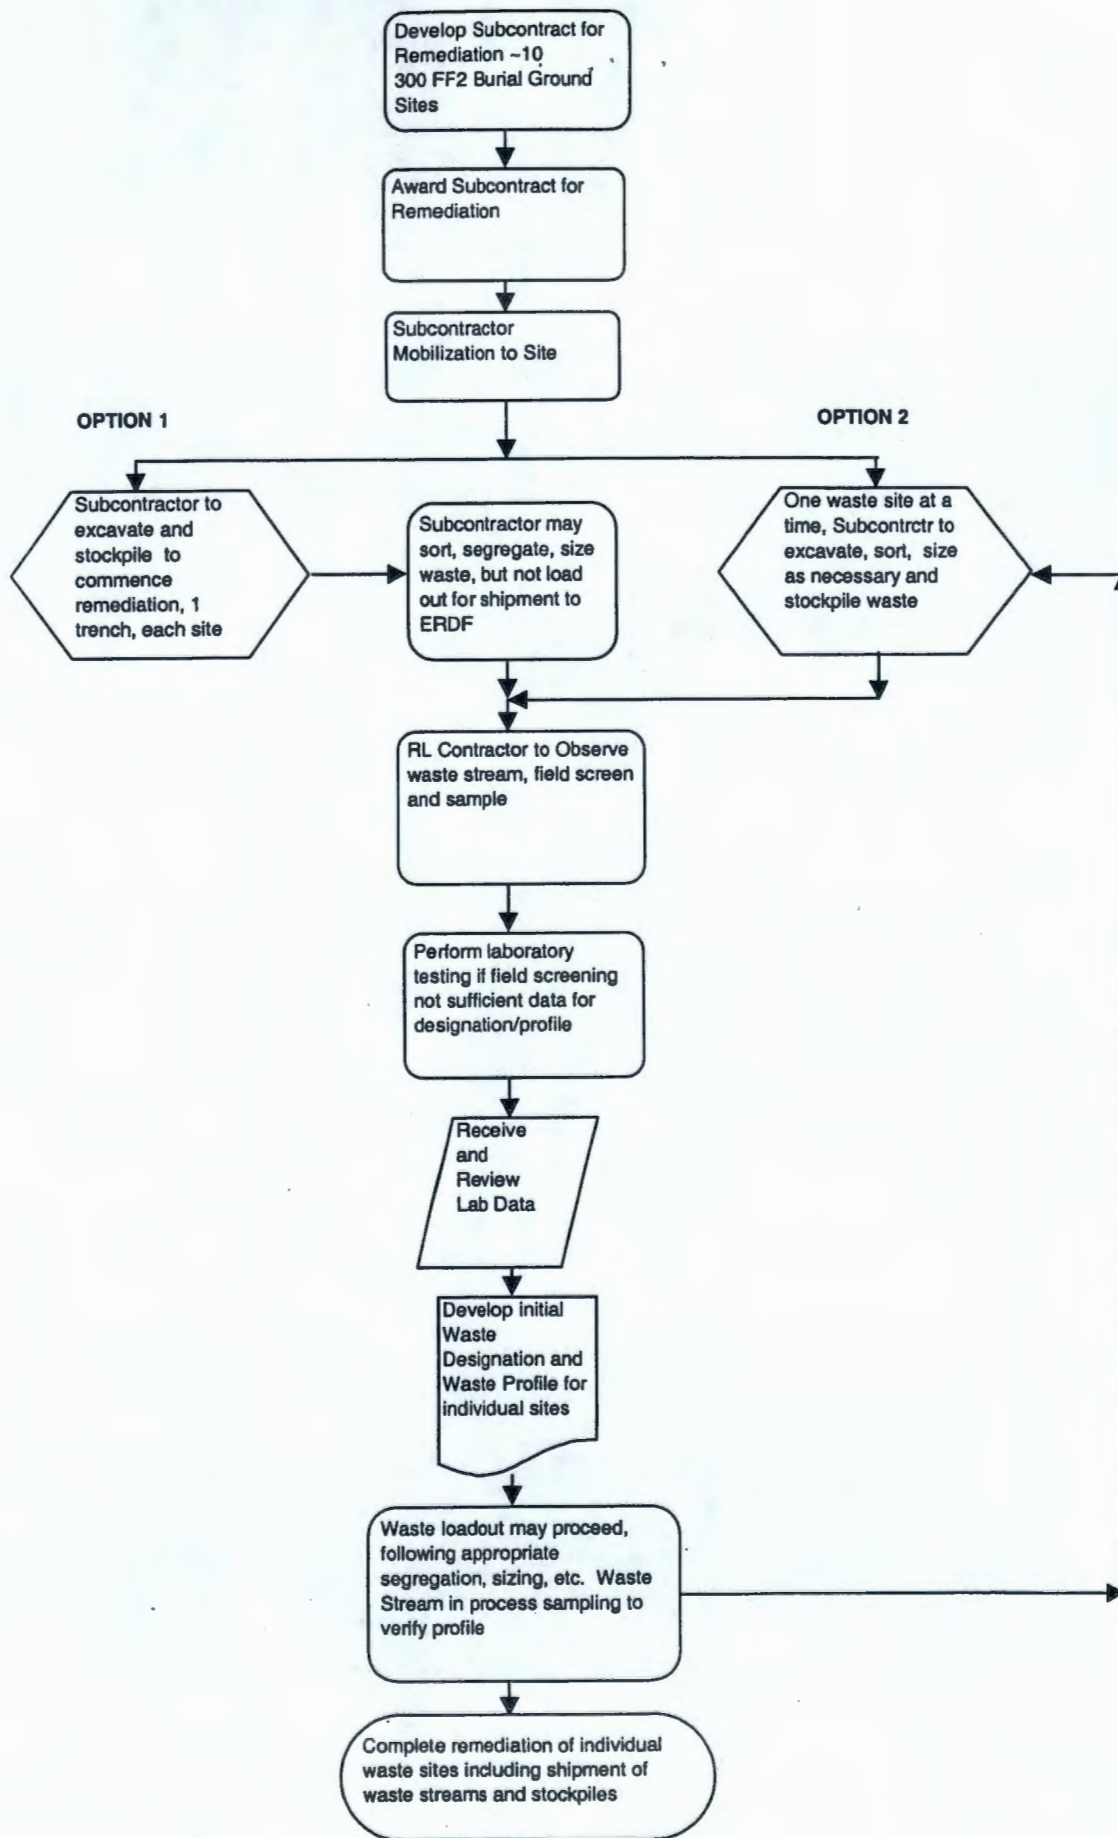 Develop Subcontract for
Remediation ~10
300 FF2 Burial Ground
Sites
Award Subcontract for
Remediation
Subcontractor
Mobilization to Site
OPTION 1
OPTION 2
Subcontractor to
excavate and
stockpile to
commence
remediation, 1
trench, each site
Subcontractor may
sort, segregate, size
waste, but not load
out for shipment to
ERDF
One waste site at a
time, Subcontrctr to
excavate, sort, size
as necessary and
stockpile waste
RL Contractor to Observe
waste stream, field screen
and sample
Perform laboratory
testing if field screening
not sufficient data for
designation/profile
Receive
and
Review
Lab Data
Develop initial
Waste
Designation and
Waste Profile for
individual sites
Waste loadout may proceed,
following appropriate
segregation, sizing, etc. Waste
Stream in process sampling to
verify profile
Complete remediation of individual
waste sites including shipment of
waste streams and stockpiles